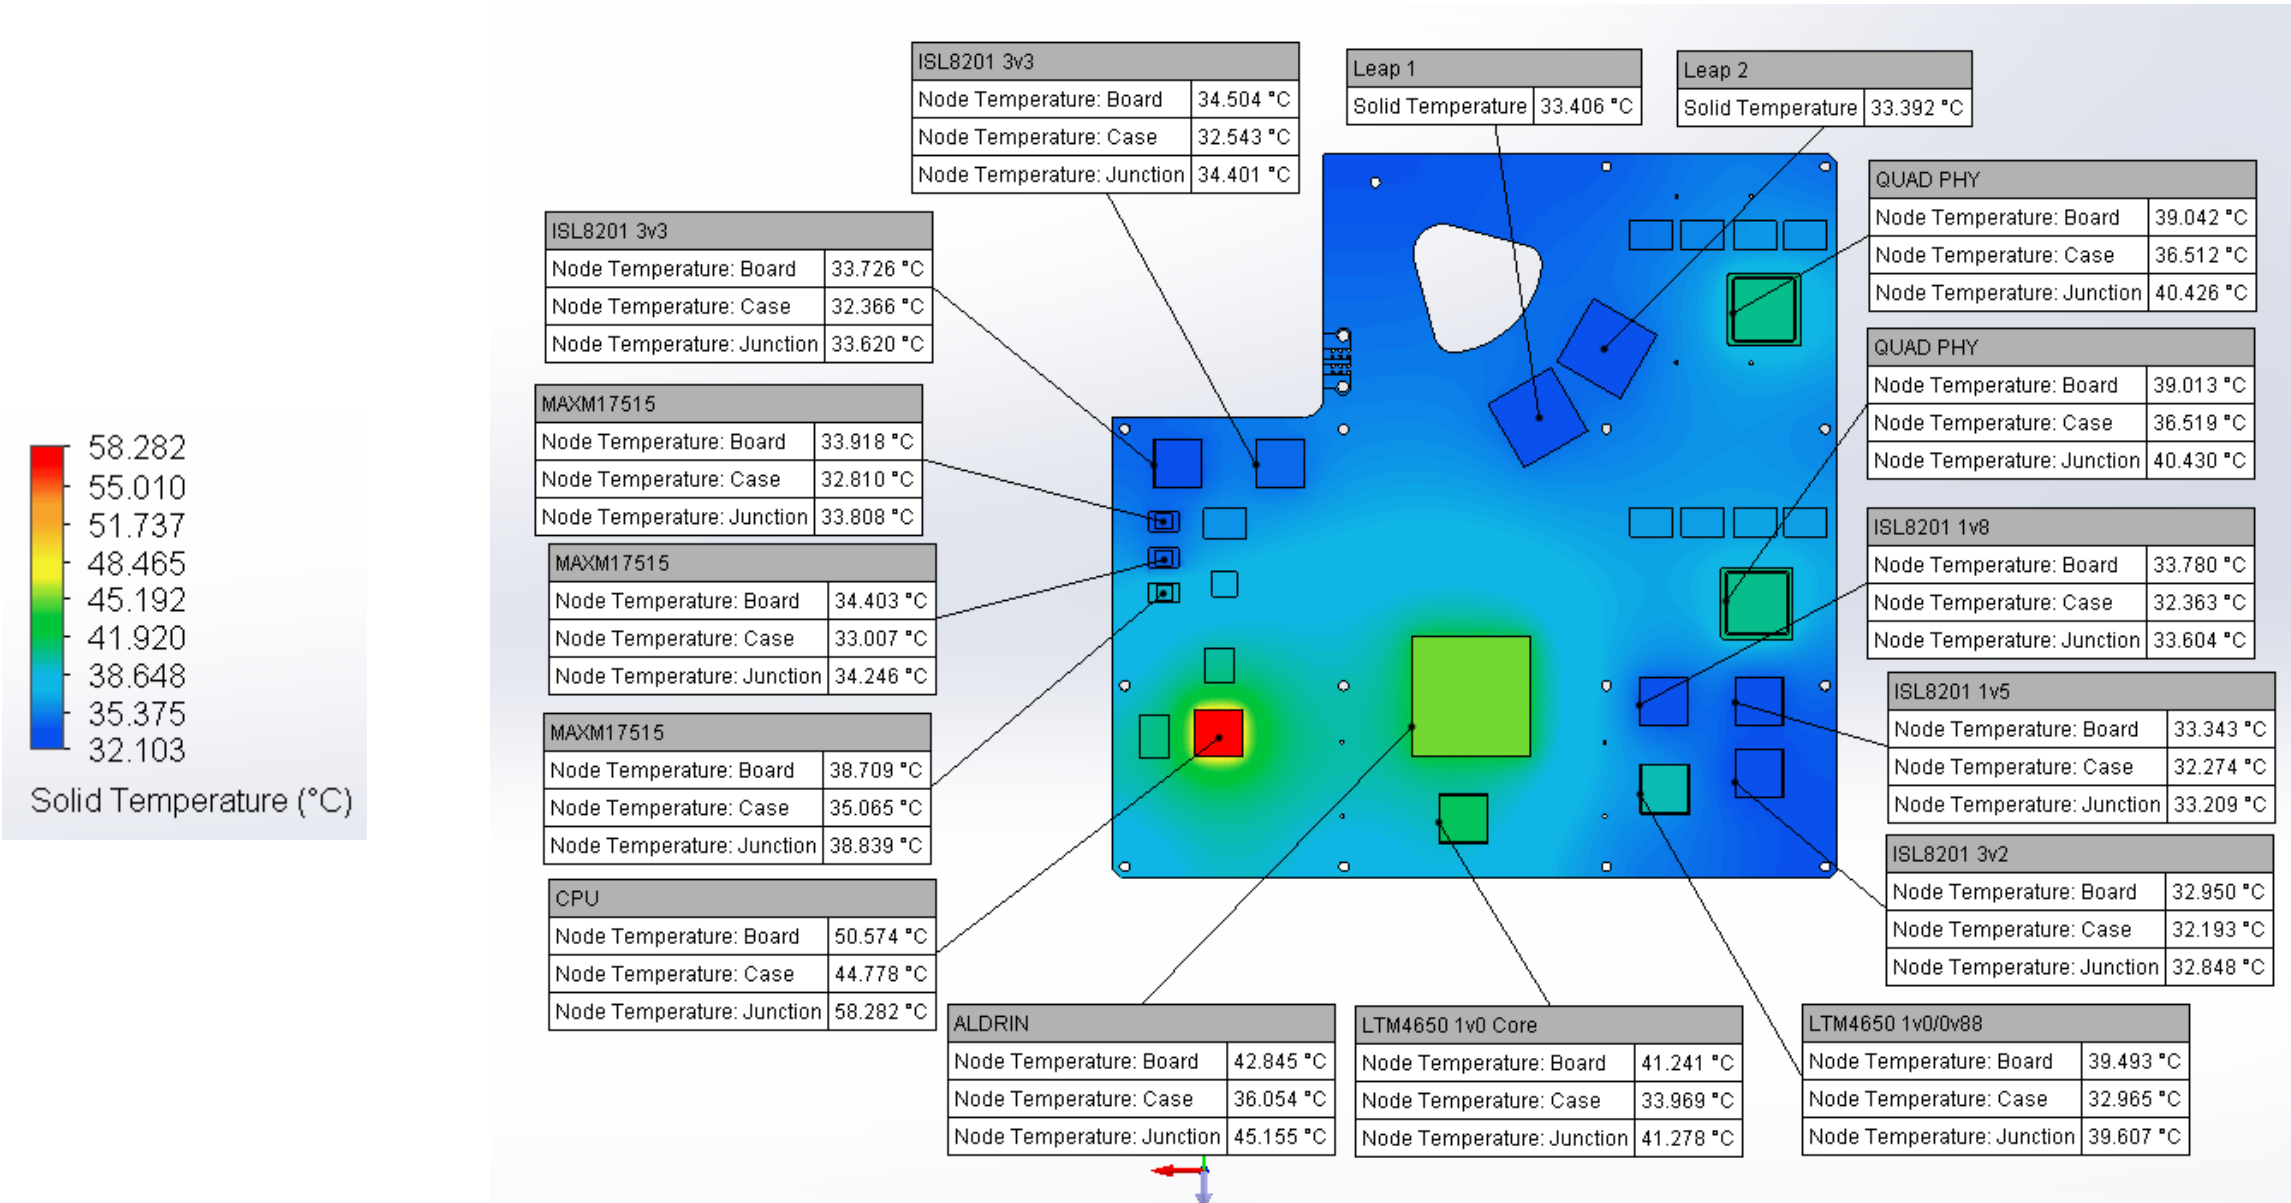 ISL8201 3v3
Node Temperature: Board 34.504 °C
Node Temperature: Case 32.543 °C
Node Temperature: Junction 34.401 °C
Leap 1
Solid Temperature 33.406 °C
Leap 2
Solid Temperature 33.392 °C
QUAD PHY
Node Temperature: Board 39.042 °C
Node Temperature: Case 36.512 °C
Node Temperature: Junction 40.426 °C
ISL8201 3v3
Node Temperature: Board 33.726 °C
Node Temperature: Case 32.366 °C
Node Temperature: Junction 33.620 °C
QUAD PHY
Node Temperature: Board 39.013 °C
Node Temperature: Case 36.519 °C
Node Temperature: Junction 40.430 °C
MAXM17515
Node Temperature: Board 33.918 °C
Node Temperature: Case 32.810 °C
Node Temperature: Junction 33.808 °C
58.282
55.010
51.737
48.465
45.192
41.920
38.648
35.375
32.103
Solid Temperature (°C)
ISL8201 1v8
Node Temperature: Board 33.780 °C
Node Temperature: Case 32.363 °C
Node Temperature: Junction 33.604 °C
MAXM17515
Node Temperature: Board 34.403 °C
Node Temperature: Case 33.007 °C
Node Temperature: Junction 34.246 °C
ISL8201 1v5
Node Temperature: Board 33.343 °C
Node Temperature: Case 32.274 °C
Node Temperature: Junction 33.209 °C
MAXM17515
Node Temperature: Board 38.709 °C
Node Temperature: Case 35.065 °C
Node Temperature: Junction 38.839 °C
ISL8201 3v2
Node Temperature: Board 32.950 °C
Node Temperature: Case 32.193 °C
Node Temperature: Junction 32.848 °C
CPU
Node Temperature: Board 50.574 °C
Node Temperature: Case 44.778 °C
Node Temperature: Junction 58.282 °C
ALDRIN
Node Temperature: Board 42.845 °C
Node Temperature: Case 36.054 °C
Node Temperature: Junction 45.155 °C
LTM4650 1v0 Core
Node Temperature: Board 41.241 °C
Node Temperature: Case 33.969 °C
Node Temperature: Junction 41.278 °C
LTM4650 1v0/0v88
Node Temperature: Board 39.493 °C
Node Temperature: Case 32.965 °C
Node Temperature: Junction 39.607 °C